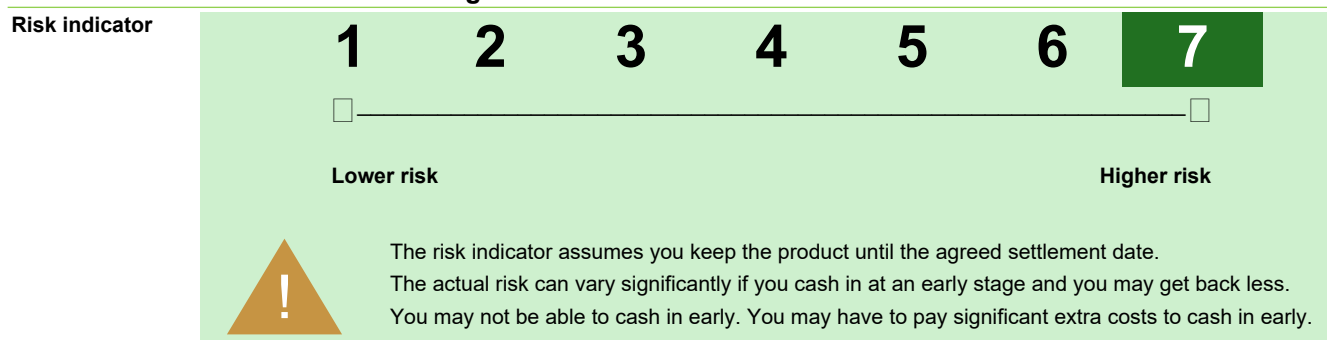 Risk indicator
1 2 3 4 5 6 7
Lower risk Higher risk
! The risk indicator assumes you keep the product until the agreed settlement date.
The actual risk can vary significantly if you cash in at an early stage and you may get back less.
You may not be able to cash in early. You may have to pay significant extra costs to cash in early.